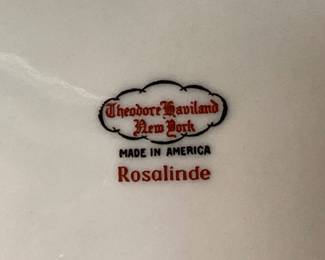 Theodore Haviland
New York
MADE IN AMERICA
Rosalinde